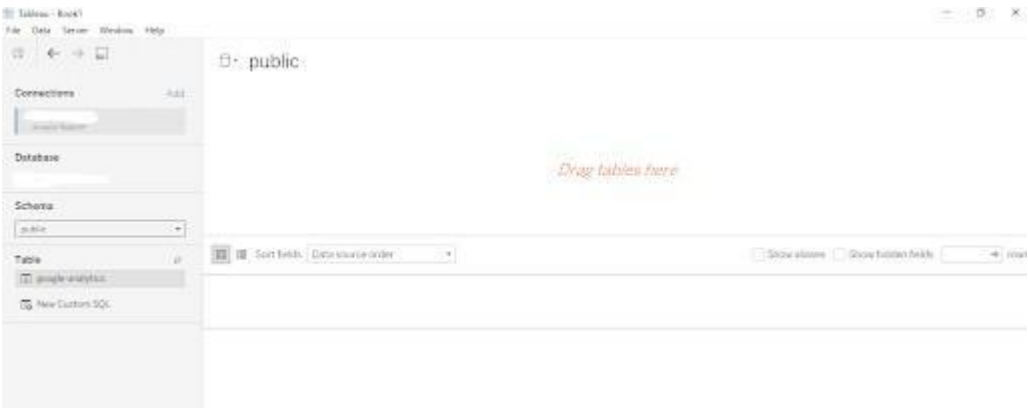 Tableau - Book1
File Data Server Window Help
public
Connections Add
Database
Drag tables here
Schema
public
Sort fields Data source order Show aliases Show hidden fields rows
Table
google-analytics
New Custom SQL